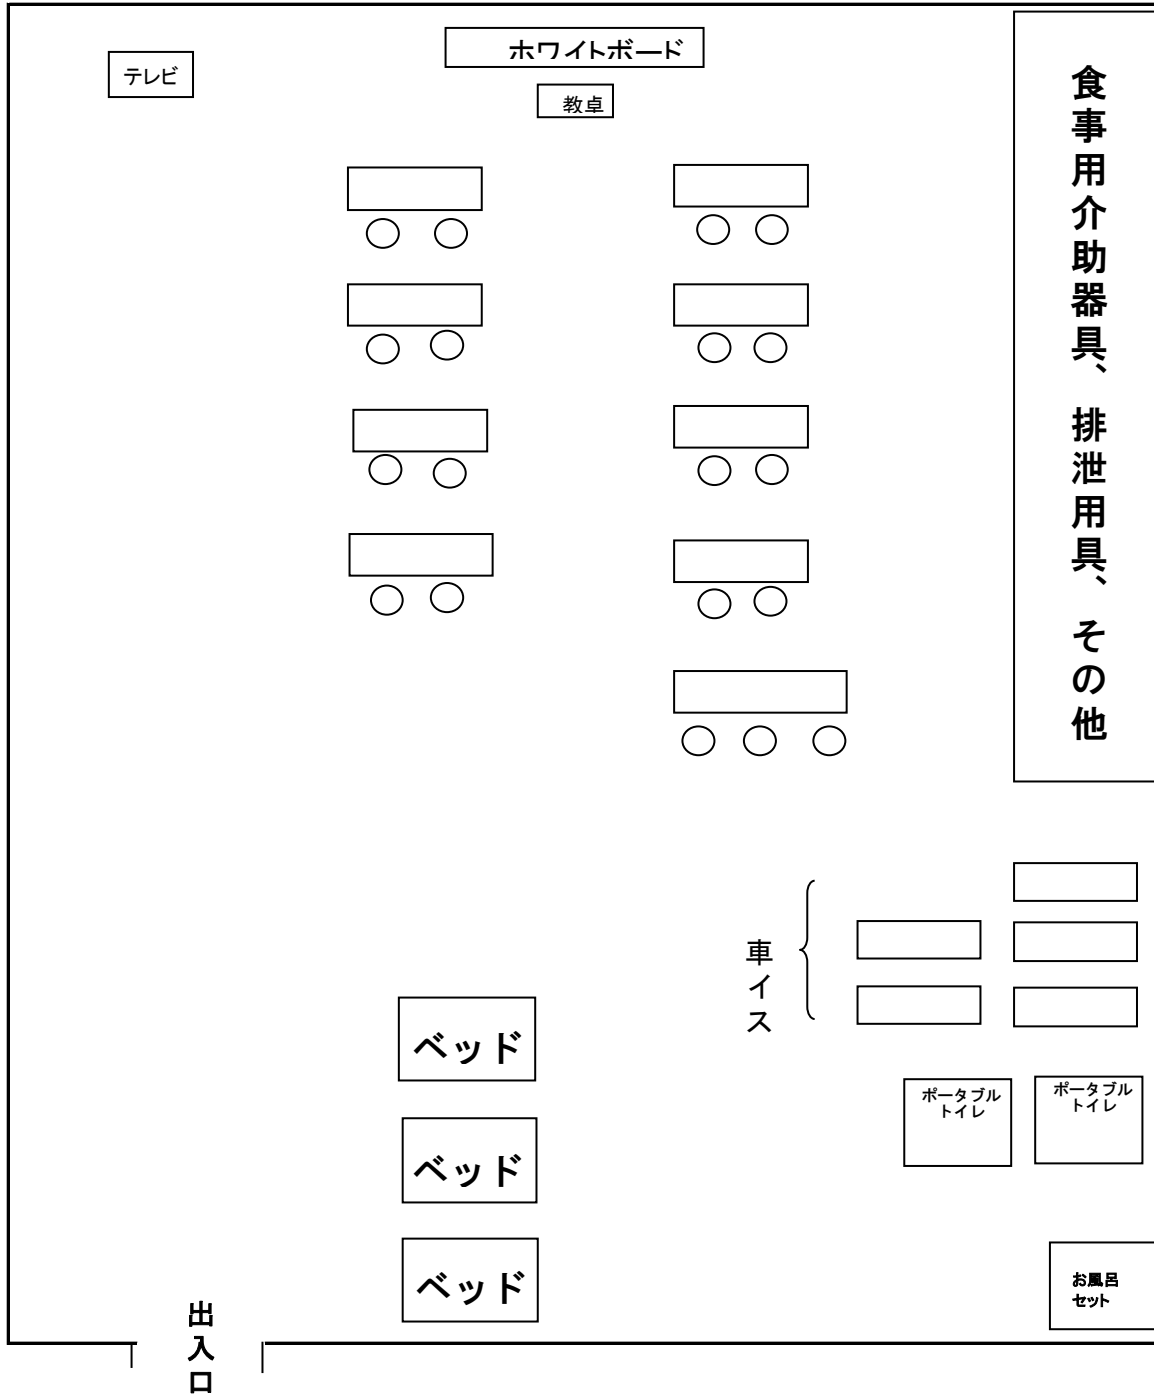 ホワイトボード
テレビ
教卓
食事用介助器具、排泄用具、その他
車イス
ベッド
ポータブル
トイレ
ポータブル
トイレ
ベッド
ベッド
お風呂
セット
出入口